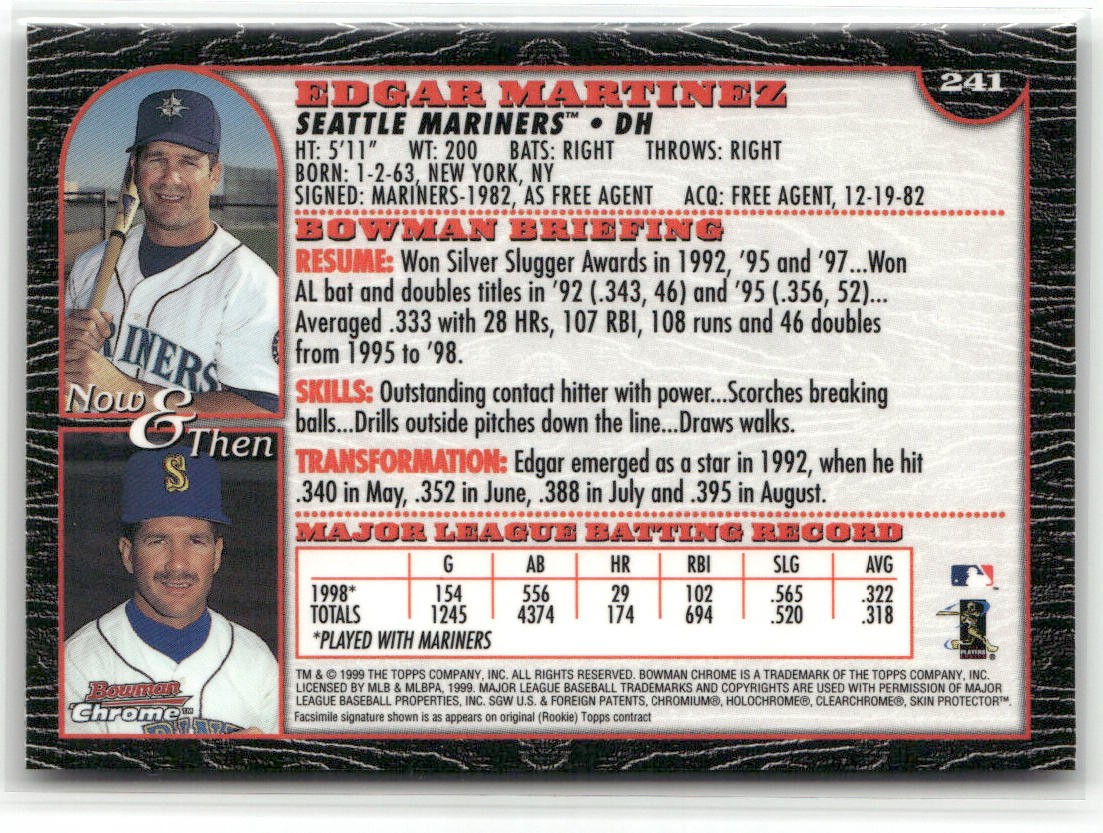 241
EDGAR MARTINEZ
SEATTLE MARINERS™ • DH
HT: 5'11" WT: 200 BATS: RIGHT THROWS: RIGHT
BORN: 1-2-63, NEW YORK, NY
SIGNED: MARINERS-1982, AS FREE AGENT ACQ: FREE AGENT, 12-19-82
BOWMAN BRIEFING
RESUME: Won Silver Slugger Awards in 1992, '95 and '97...Won
AL bat and doubles titles in '92 (.343, 46) and '95 (.356, 52)...
Averaged .333 with 28 HRs, 107 RBI, 108 runs and 46 doubles
from 1995 to '98.
SKILLS: Outstanding contact hitter with power...Scorches breaking
balls...Drills outside pitches down the line...Draws walks.
TRANSFORMATION: Edgar emerged as a star in 1992, when he hit
.340 in May, .352 in June, .388 in July and .395 in August.
MAJOR LEAGUE BATTING RECORD
G AB HR RBI SLG AVG
1998* 154 556 29 102 .565 .322
TOTALS 1245 4374 174 694 .520 .318
*PLAYED WITH MARINERS
TM & © 1999 THE TOPPS COMPANY, INC. ALL RIGHTS RESERVED. BOWMAN CHROME IS A TRADEMARK OF THE TOPPS COMPANY, INC.
LICENSED BY MLB & MLBPA, 1999. MAJOR LEAGUE BASEBALL TRADEMARKS AND COPYRIGHTS ARE USED WITH PERMISSION OF MAJOR
LEAGUE BASEBALL PROPERTIES, INC. SGW U.S. & FOREIGN PATENTS, CHROMIUM®, HOLOCHROME®, CLEARCHROME®, SKIN PROTECTOR™.
Facsimile signature shown is as appears on original (Rookie) Topps contract
RINERS
Now & Then
S
Bowman
Chrome™
PLAYERS